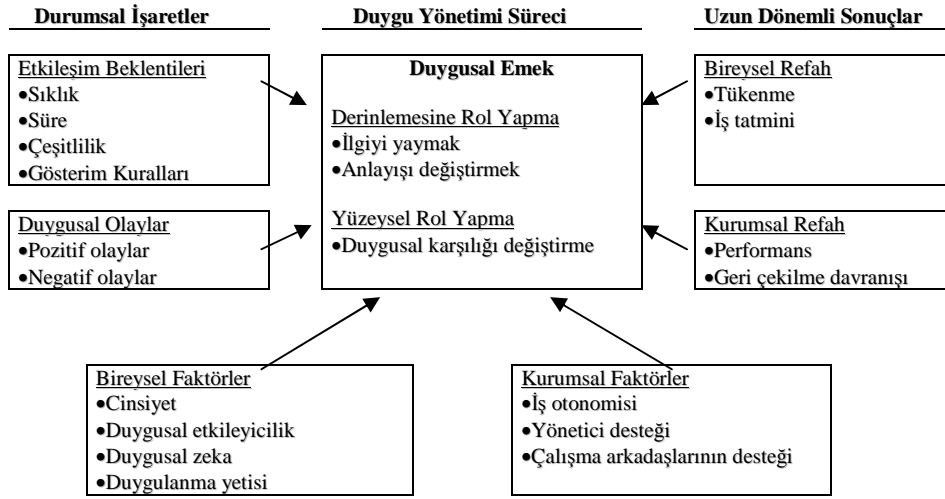 Durumsal İşaretler
Duygu Yönetimi Süreci
Uzun Dönemli Sonuçlar
Etkileşim Beklentileri
•Sıklık
•Süre
•Çeşitlilik
•Gösterim Kuralları
Duygusal Olaylar
•Pozitif olaylar
•Negatif olaylar
Duygusal Emek
Derinlemesine Rol Yapma
•İlgiyi yaymak
•Anlayışı değiştirmek
Yüzeysel Rol Yapma
•Duygusal karşılığı değiştirme
Bireysel Refah
•Tükenme
•İş tatmini
Kurumsal Refah
•Performans
•Geri çekilme davranışı
Bireysel Faktörler
•Cinsiyet
•Duygusal etkileyicilik
•Duygusal zeka
•Duygulanma yetisi
Kurumsal Faktörler
•İş otonomisi
•Yönetici desteği
•Çalışma arkadaşlarının desteği